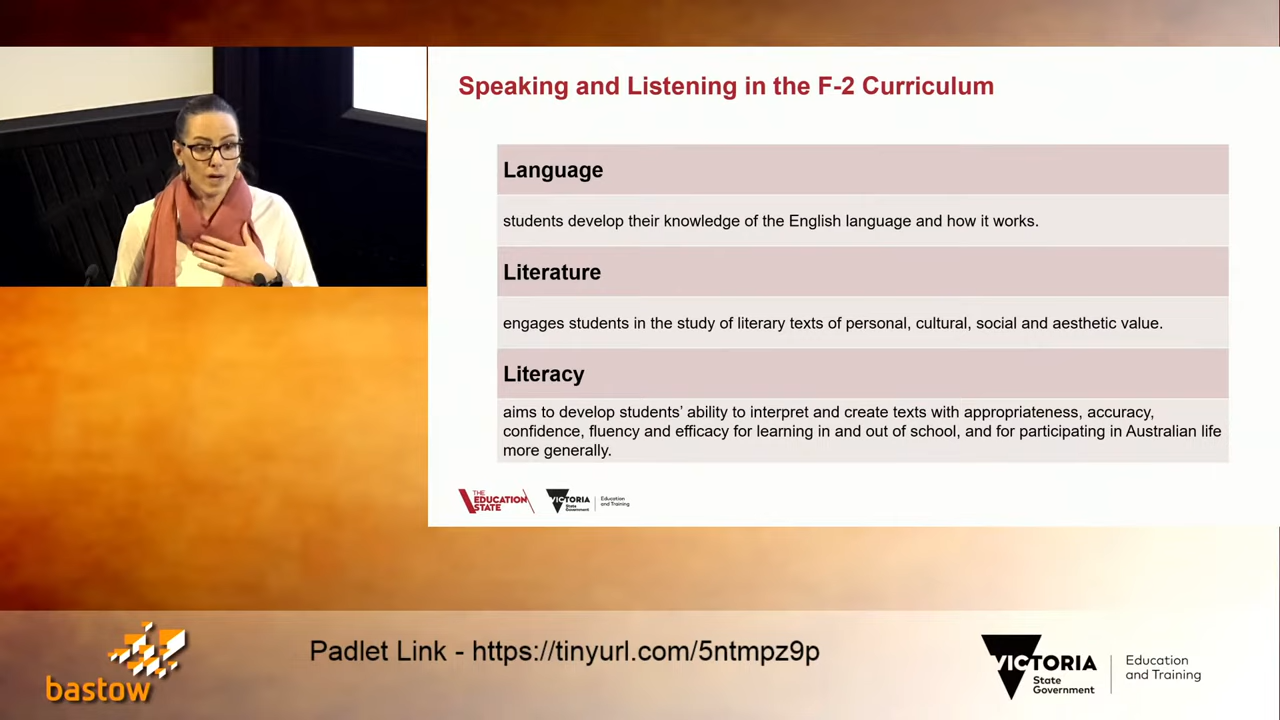 Speaking and Listening in the F-2 Curriculum
Language
students develop their knowledge of the English language and how it works.
Literature
engages students in the study of literary texts of personal, cultural, social and aesthetic value.
Literacy
aims to develop students’ ability to interpret and create texts with appropriateness, accuracy,
confidence, fluency and efficacy for learning in and out of school, and for participating in Australian life
more generally.
THE
EDUCATION
STATE
VICTORIA
State
Government
Education
and Training
bastow
Padlet Link - https://tinyurl.com/5ntmpz9p
VICTORIA
State
Government
Education
and Training